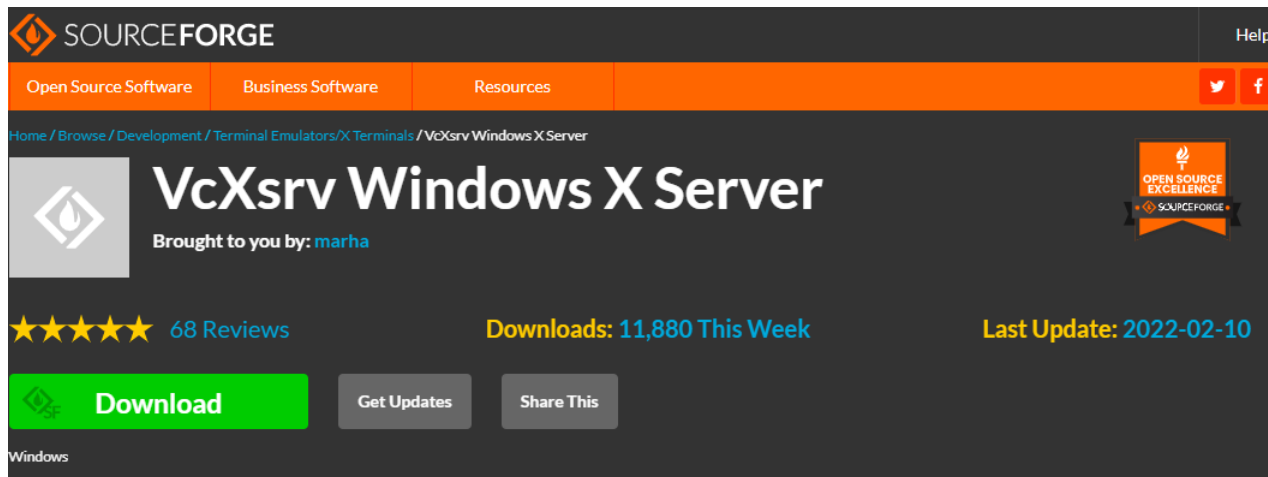 SOURCEFORGE
Help
Open Source Software Business Software Resources
Home / Browse / Development / Terminal Emulators/X Terminals / VcXsrv Windows X Server
VcXsrv Windows X Server
Brought to you by: marha
OPEN SOURCE
EXCELLENCE
SOURCEFORGE
68 Reviews Downloads: 11,880 This Week Last Update: 2022-02-10
SF Download Get Updates Share This
Windows